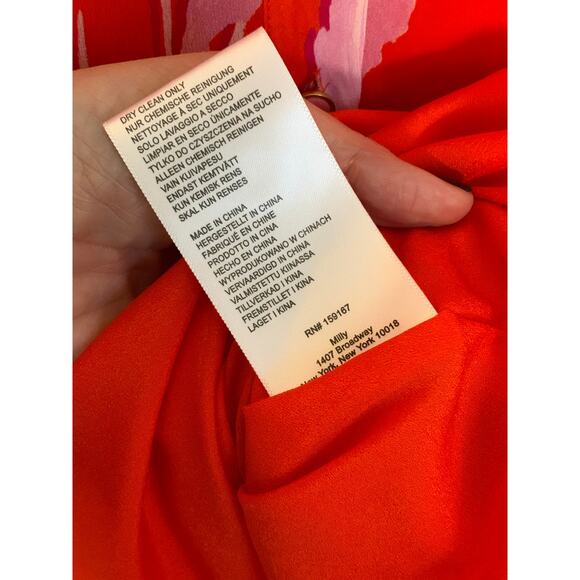 DRY CLEAN ONLY
NUR CHEMISCHE REINIGUNG
NETTOYAGE À SEC UNIQUEMENT
SOLO LAVAGGIO A SECCO
LIMPIAR EN SECO ÚNICAMENTE
TYLKO DO CZYSZCZENIA NA SUCHO
ALLEEN CHEMISCH REINIGEN
VAIN KUIVAPESU
ENDAST KEMTVÄTT
KUN KEMISK RENS
SKAL KUN RENSES
MADE IN CHINA
HERGESTELLT IN CHINA
FABRIQUÉ EN CHINE
PRODOTTO IN CINA
HECHO EN CHINA
WYPRODUKOWANO W CHINACH
VERVAARDIGD IN CHINA
VALMISTETTU KIINASSA
TILLVERKAD I KINA
FREMSTILLET I KINA
LAGET I KINA
RN# 159167
Milly
1407 Broadway
New York, New York 10018